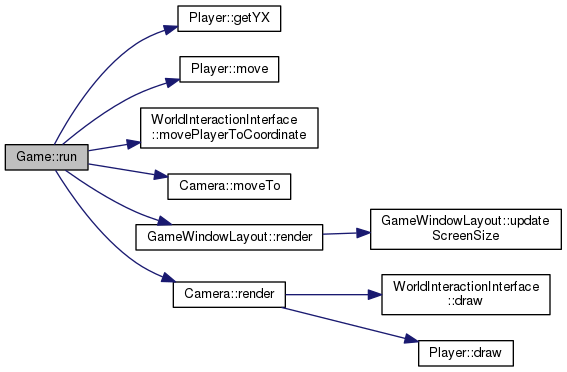 Player::getYX
Player::move
WorldInteractionInterface
::movePlayerToCoordinate
Game::run
Camera::moveTo
GameWindowLayout::render
GameWindowLayout::update
ScreenSize
Camera::render
WorldInteractionInterface
::draw
Player::draw